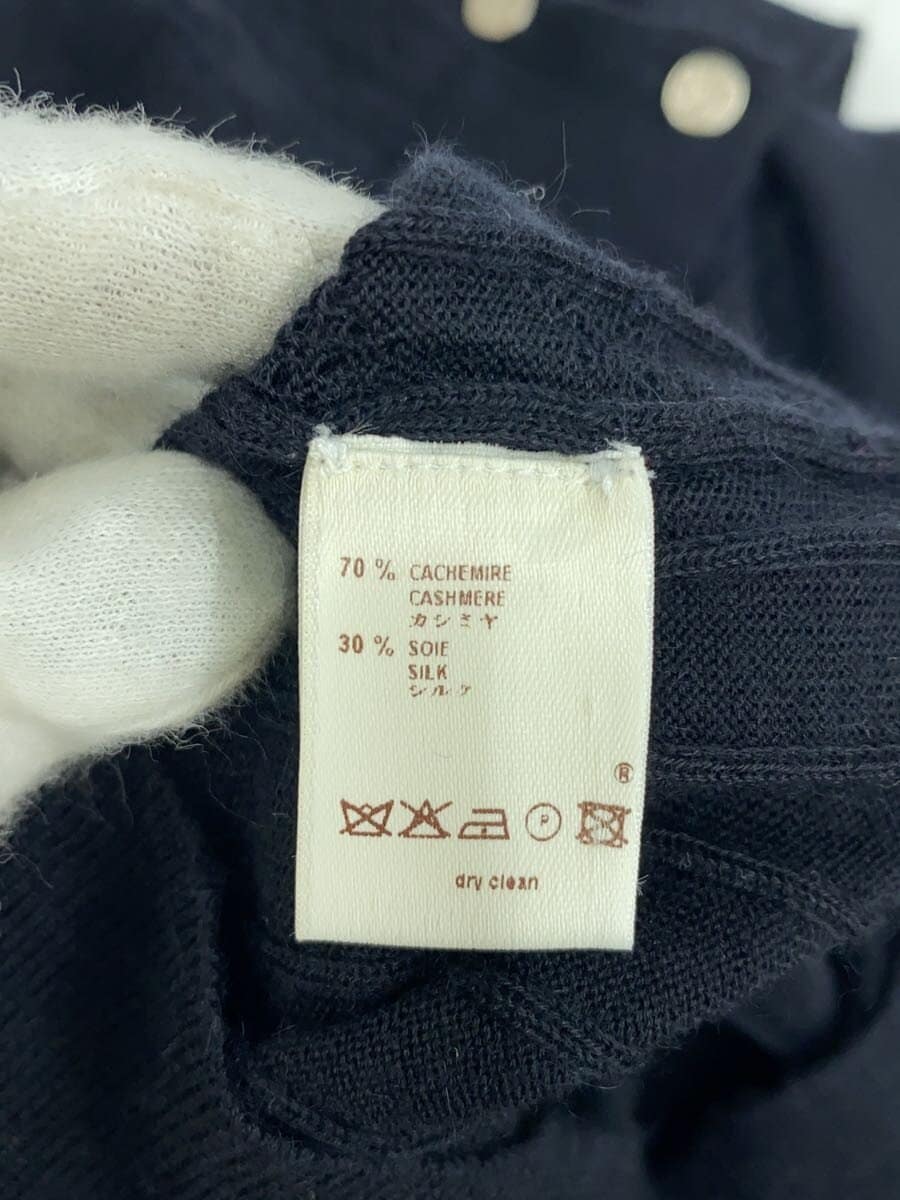 70 % CACHEMIRE
CASHMERE
カシミヤ
30 % SOIE
SILK
シルク
®
P
dry clean